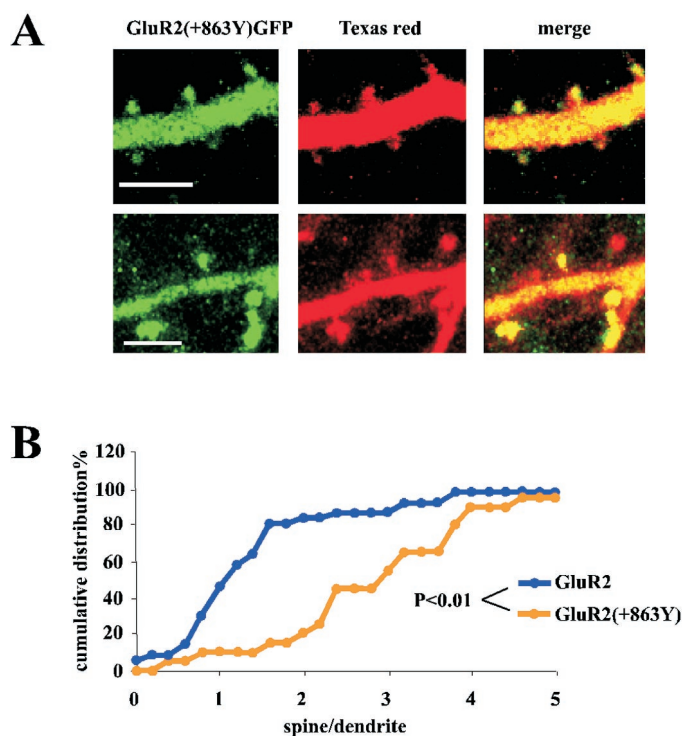 A
GluR2(+863Y)GFP Texas red merge
B
cumulative distribution%
120
100
80
60
40
20
0
0 1 2 3 4 5
spine/dendrite
P<0.01
GluR2
GluR2(+863Y)